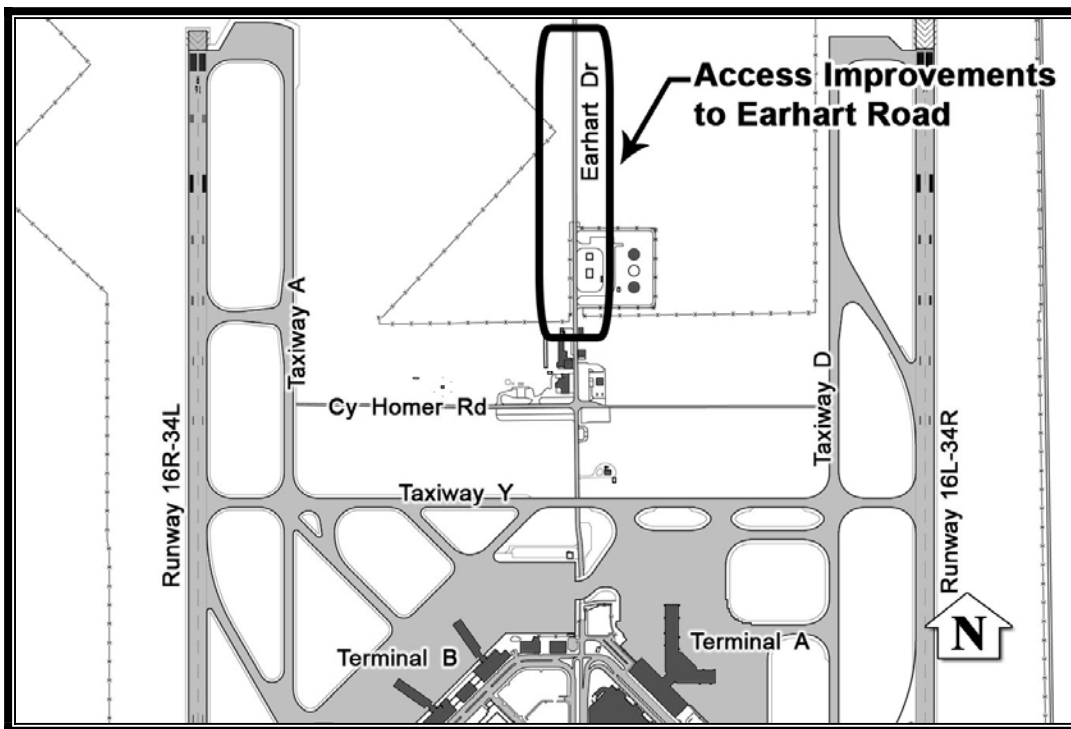 Earhart Dr
Access Improvements
to Earhart Road
Taxiway A
Cy Homer Rd
Taxiway D
Runway 16R-34L
Taxiway Y
Runway 16L-34R
N
Terminal B
Terminal A